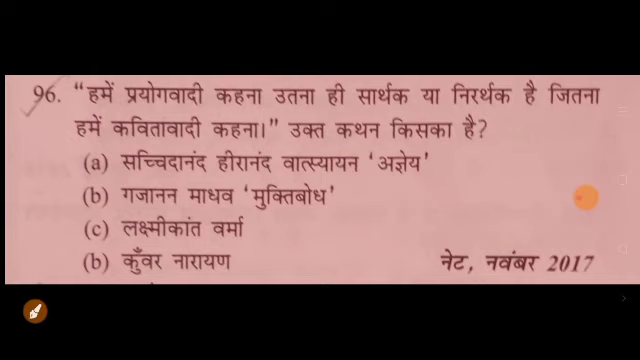 96. “हमें प्रयोगवादी कहना उतना ही सार्थक या निरर्थक है जितना
हमें कवितावादी कहना।” उक्त कथन किसका है?
(a) सच्चिदानंद हीरानंद वात्स्यायन ‘अज्ञेय’
(b) गजानन माधव ‘मुक्तिबोध’
(c) लक्ष्मीकांत वर्मा
(b) कुँवर नारायण
नेट, नवंबर 2017